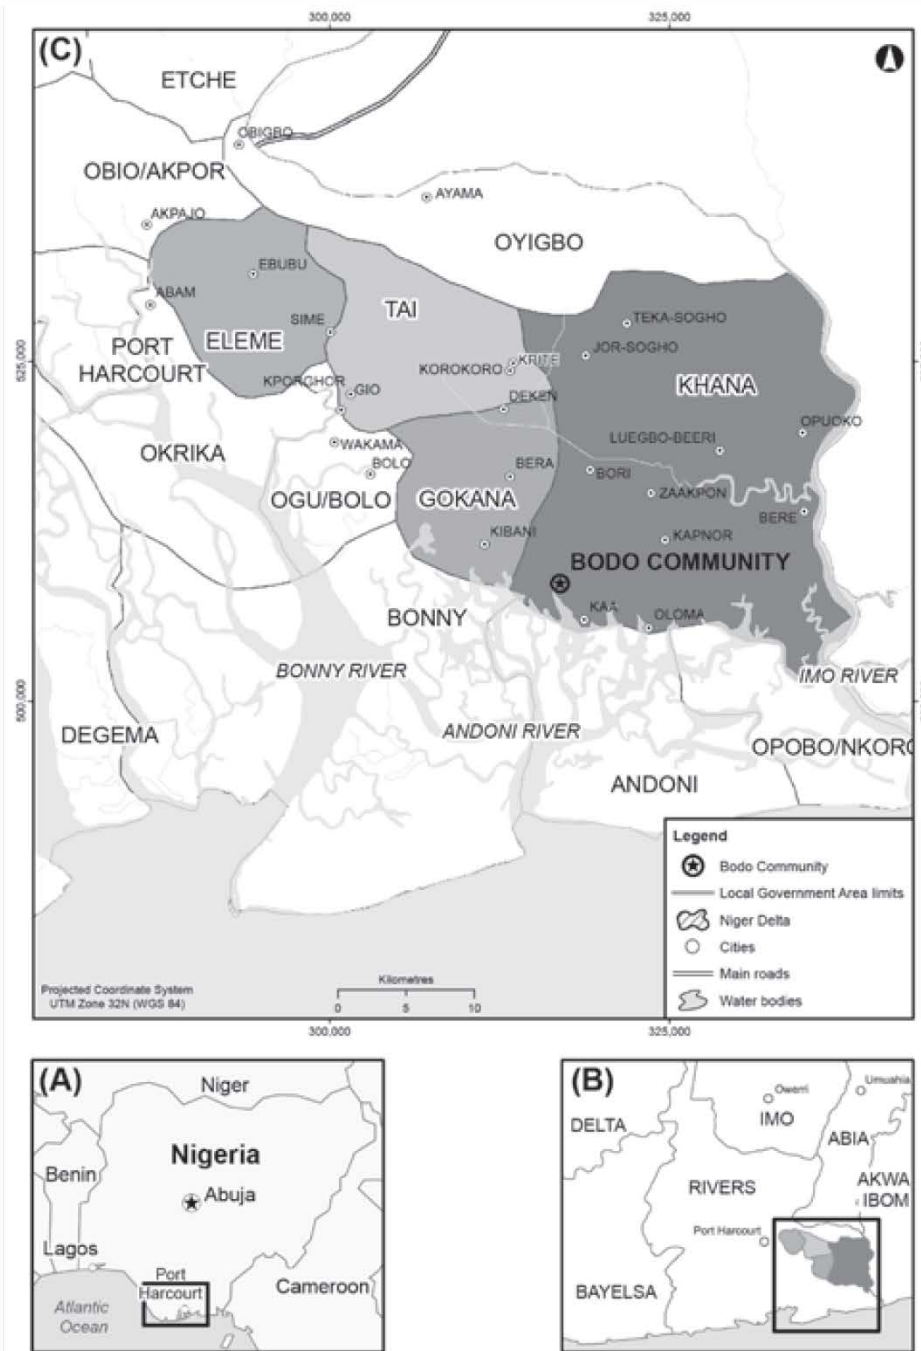 300,000
325,000
(C)
ETCHE
OBIGBO
OBIO/AKPOR
AYAMA
AKPAJO
OYIGBO
EBUBU
ABAM
TAI
TEKA-SOGHO
SIME
ELEME
PORT
HARCOURT
JOR-SOGHO
KRITE
KOROKORO
525,000
KPORGHOR
GIO
KHANA
DEKEN
OPUOKO
WAKAMA
LUEGBO-BEERI
OKRIKA
BOLO
BERA
BORI
OGU/BOLO
GOKANA
ZAAKPON
BERE
KIBANI
KAPNOR
BODO COMMUNITY
KAA
OLOMA
BONNY
BONNY RIVER
IMO RIVER
500,000
DEGEMA
ANDONI RIVER
OPOBO/NKORO
ANDONI
Legend
Bodo Community
Local Government Area limits
Niger Delta
Cities
Main roads
Water bodies
Projected Coordinate System
UTM Zone 32N (WGS 84)
Kilometres
0 5 10
300,000
325,000
(A)
Niger
Nigeria
Benin
Abuja
Lagos
Port
Harcourt
Cameroon
Atlantic
Ocean
(B)
Umuahia
Owerri
DELTA
IMO
ABIA
RIVERS
AKWA
IBOM
Port Harcourt
BAYELSA